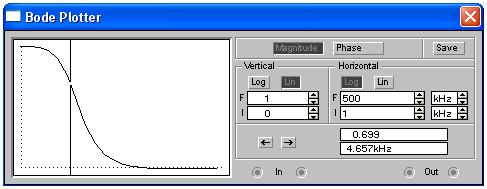 Bode Plotter
Magnitude Phase Save
Vertical Horizontal
Log Lin Log Lin
F 1 F 500 kHz
I 0 I 1 kHz
0.699
4.657kHz
In Out